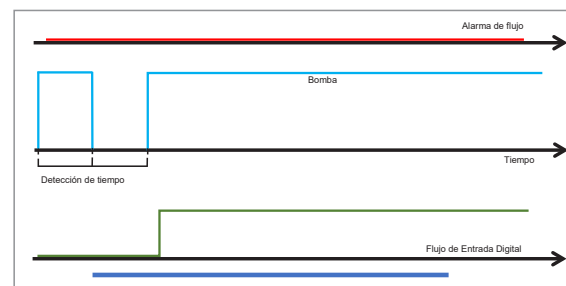 Alarma de flujo
Bomba
Tiempo
Detección de tiempo
Flujo de Entrada Digital